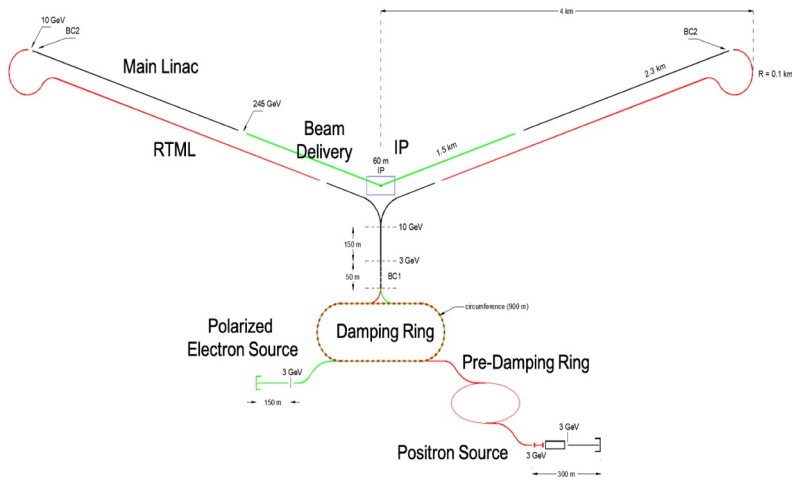 4 km
10 GeV
BC2
BC2
Main Linac
2.3 km
R = 0.1 km
245 GeV
Beam
Delivery
IP
RTML
1.5 km
60 m
IP
10 GeV
150 m
3 GeV
50 m
BC1
circumference (900 m)
Polarized
Electron Source
Damping Ring
Pre-Damping Ring
3 GeV
150 m
3 GeV
Positron Source
3 GeV
300 m